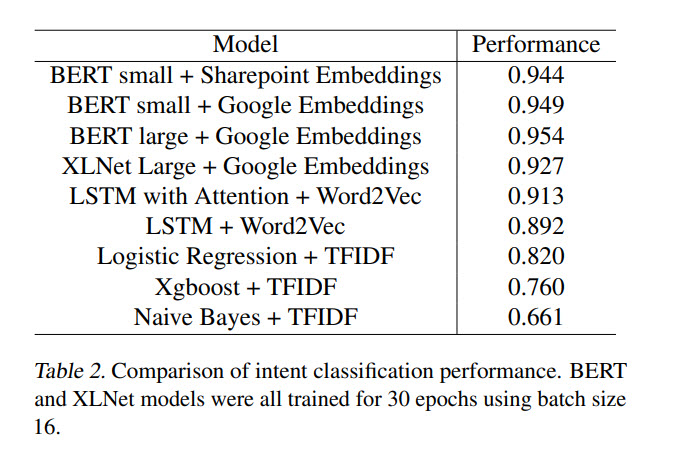 Model Performance
BERT small + Sharepoint Embeddings 0.944
BERT small + Google Embeddings 0.949
BERT large + Google Embeddings 0.954
XLNet Large + Google Embeddings 0.927
LSTM with Attention + Word2Vec 0.913
LSTM + Word2Vec 0.892
Logistic Regression + TFIDF 0.820
Xgboost + TFIDF 0.760
Naive Bayes + TFIDF 0.661
Table 2. Comparison of intent classification performance. BERT
and XLNet models were all trained for 30 epochs using batch size
16.